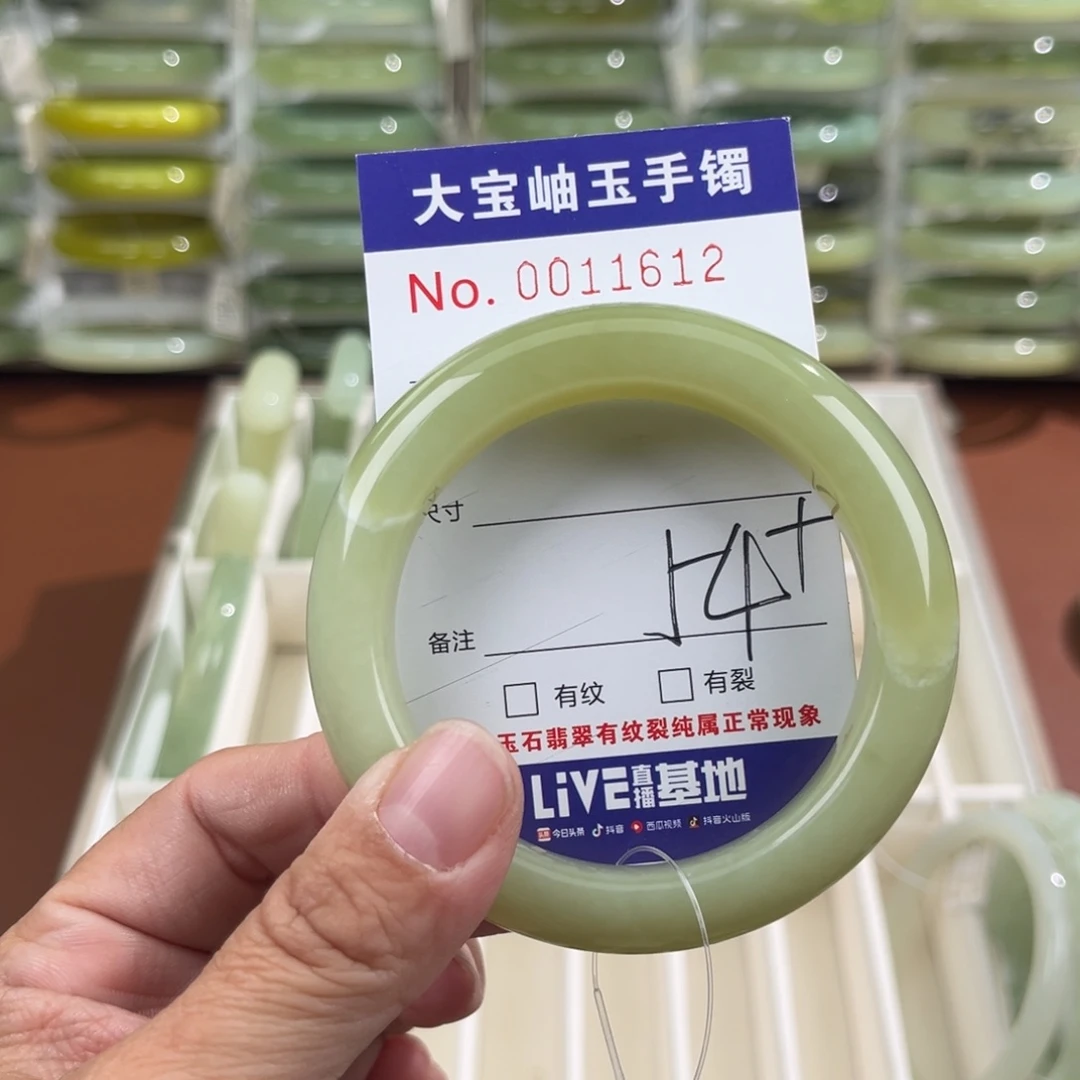 大宝岫玉手镯
No. 0011612
尺寸
备注
□ 有纹 □ 有裂
玉石翡翠有纹裂纯属正常现象
LiVE直播基地
今日头条 抖音 西瓜视频 抖音火山版